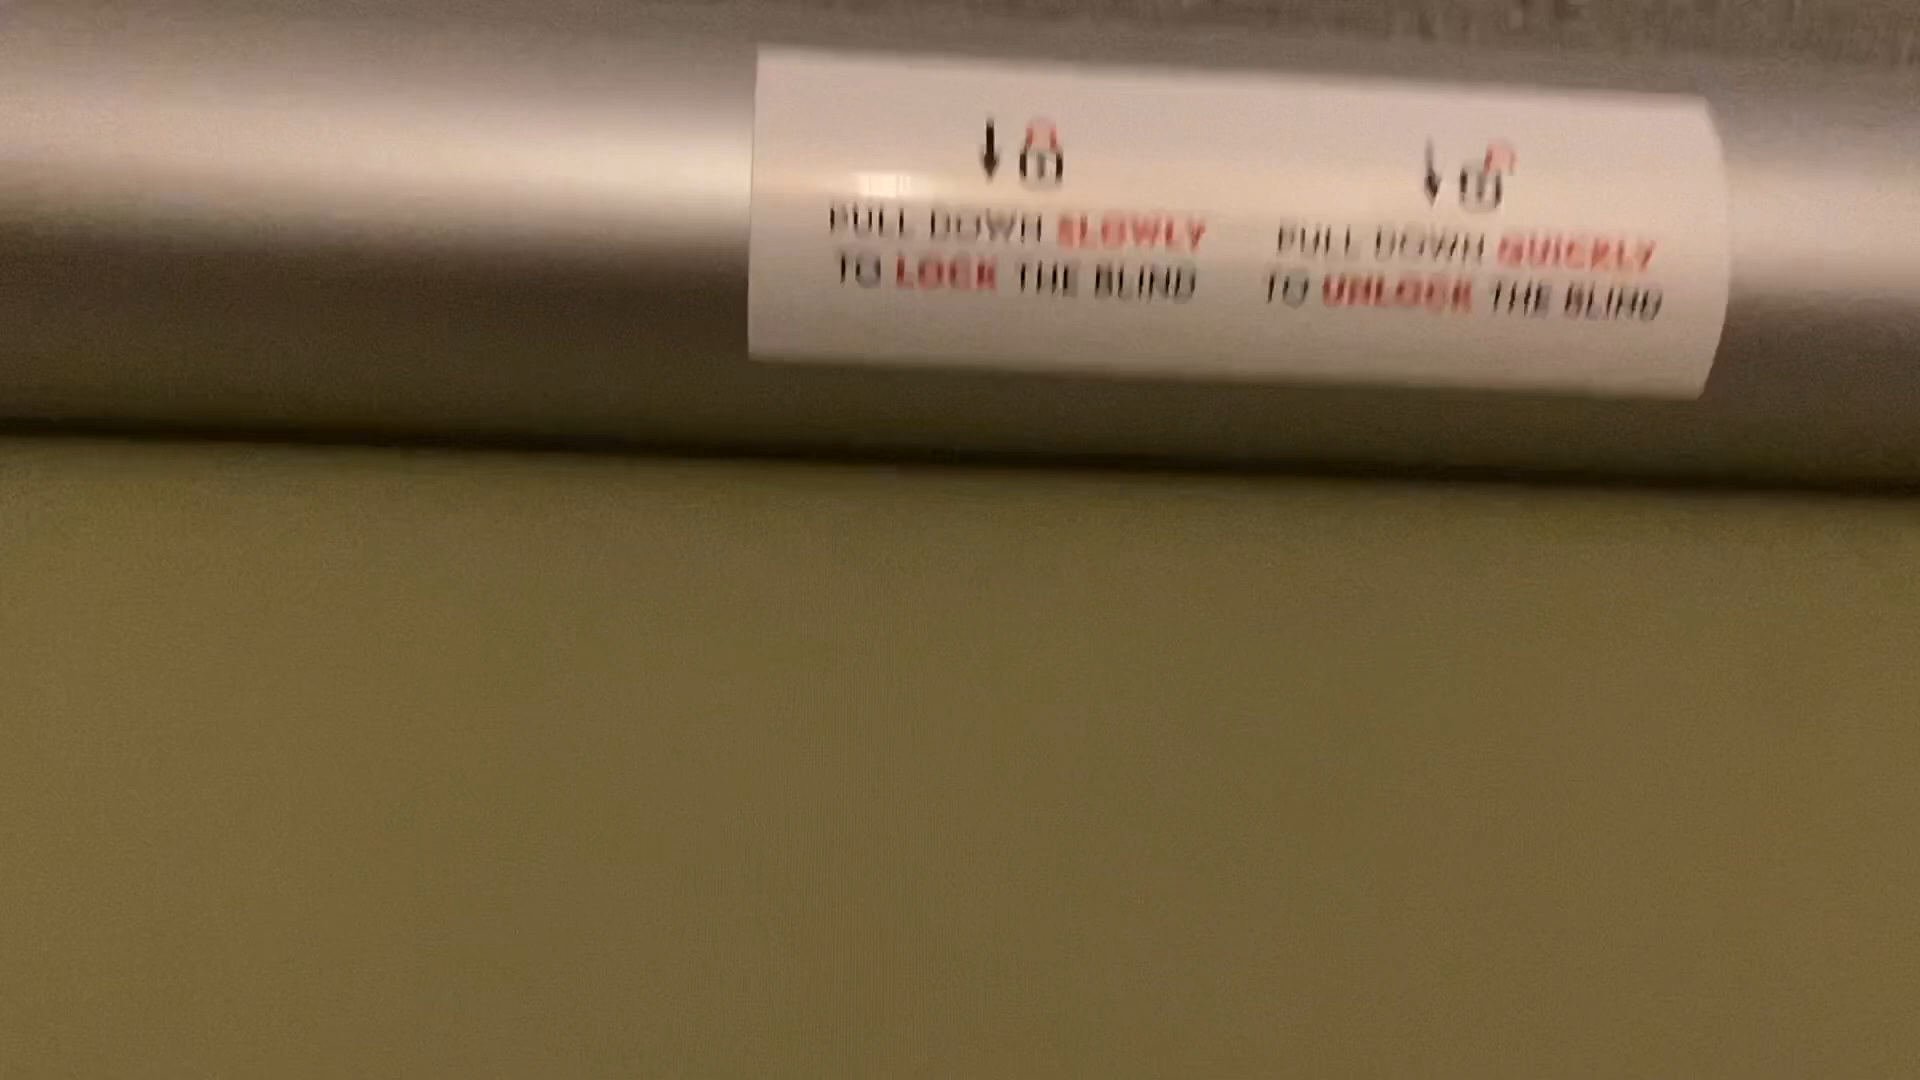 PULL DOWN SLOWLY
TO LOCK THE BLIND
PULL DOWN QUICKLY
TO UNLOCK THE BLIND